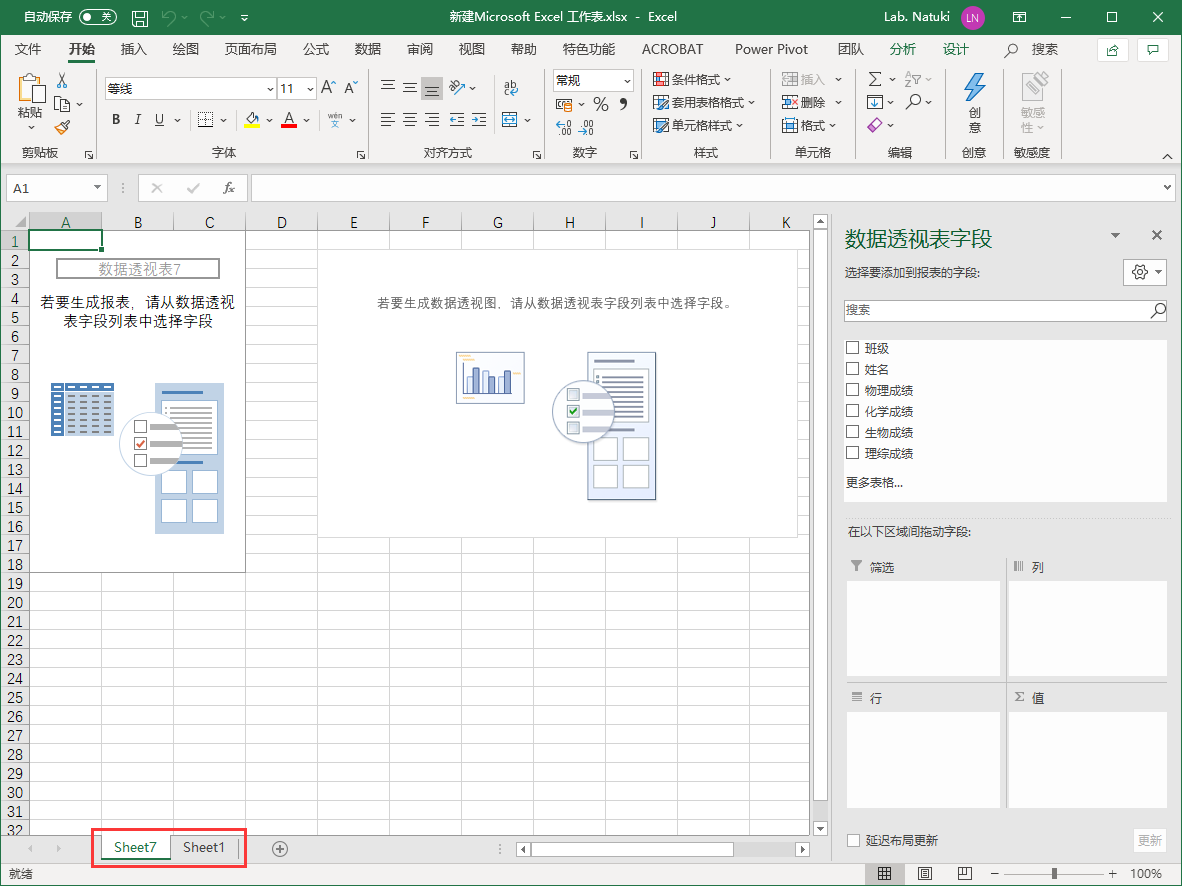 自动保存 关 新建Microsoft Excel 工作表.xlsx - Excel Lab. Natuki LN
文件 开始 插入 绘图 页面布局 公式 数据 审阅 视图 帮助 特色功能 ACROBAT Power Pivot 团队 分析 设计 搜索
粘贴
剪贴板
等线 11 A A
B I U A wén 文
字体
ab
对齐方式
常规
% ,
.00 .00
数字
条件格式
套用表格格式
单元格样式
样式
插入
删除
格式
单元格
编辑
创意
创意
敏感性
敏感度
A1 fx
A B C D E F G H I J K
1
2
3
4
5
6
7
8
9
10
11
12
13
14
15
16
17
18
19
20
21
22
23
24
25
26
27
28
29
30
31
32
数据透视表7
若要生成报表，请从数据透视
表字段列表中选择字段
若要生成数据透视图，请从数据透视表字段列表中选择字段。
数据透视表字段
选择要添加到报表的字段:
搜索
班级
姓名
物理成绩
化学成绩
生物成绩
理综成绩
更多表格...
在以下区域间拖动字段:
筛选 列
行 Σ 值
延迟布局更新 更新
Sheet7 Sheet1
就绪 100%